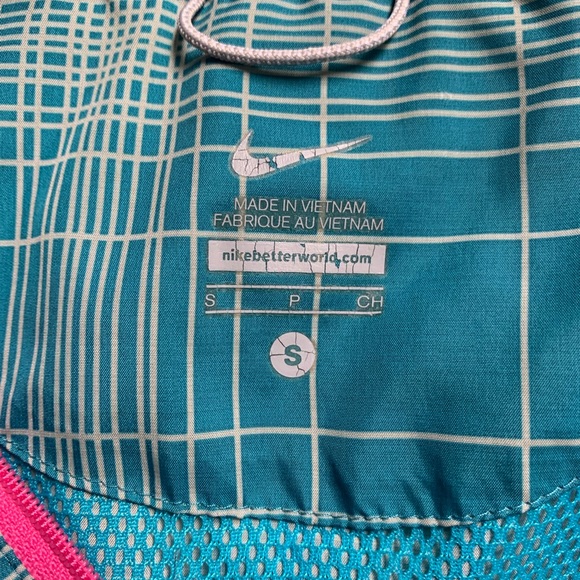 MADE IN VIETNAM
FABRIQUE AU VIETNAM
nikebetterworld.com
S P CH
S